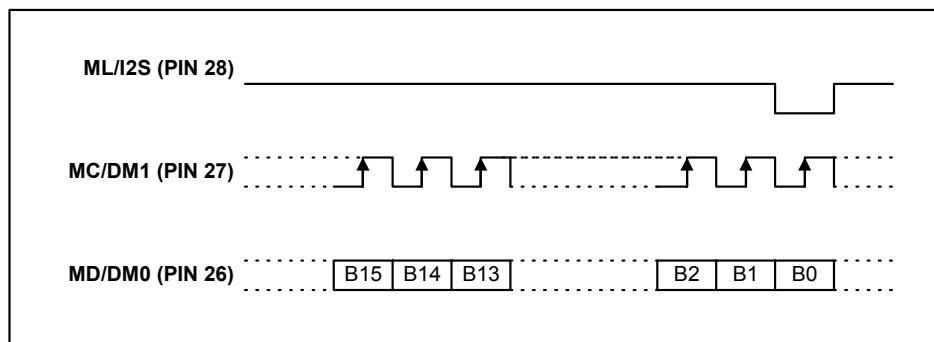 ML/I2S (PIN 28)
MC/DM1 (PIN 27)
MD/DM0 (PIN 26)
B15 B14 B13 B2 B1 B0